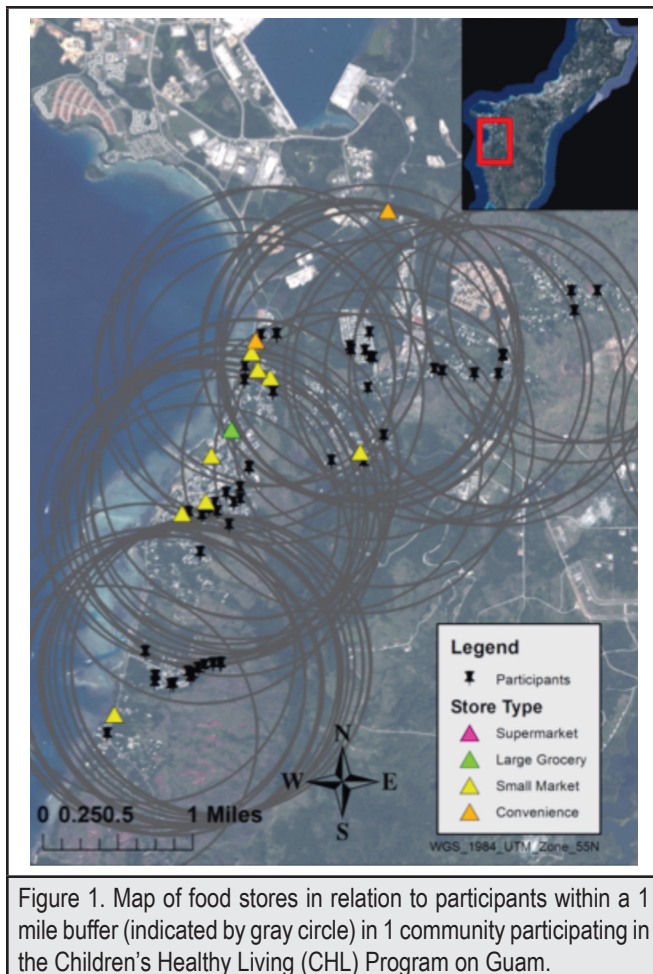 N
W E
S
0 0.250.5 1 Miles
Legend
Participants
Store Type
Supermarket
Large Grocery
Small Market
Convenience
WGS_1984_UTM_Zone_55N
Figure 1. Map of food stores in relation to participants within a 1
mile buffer (indicated by gray circle) in 1 community participating in
the Children's Healthy Living (CHL) Program on Guam.